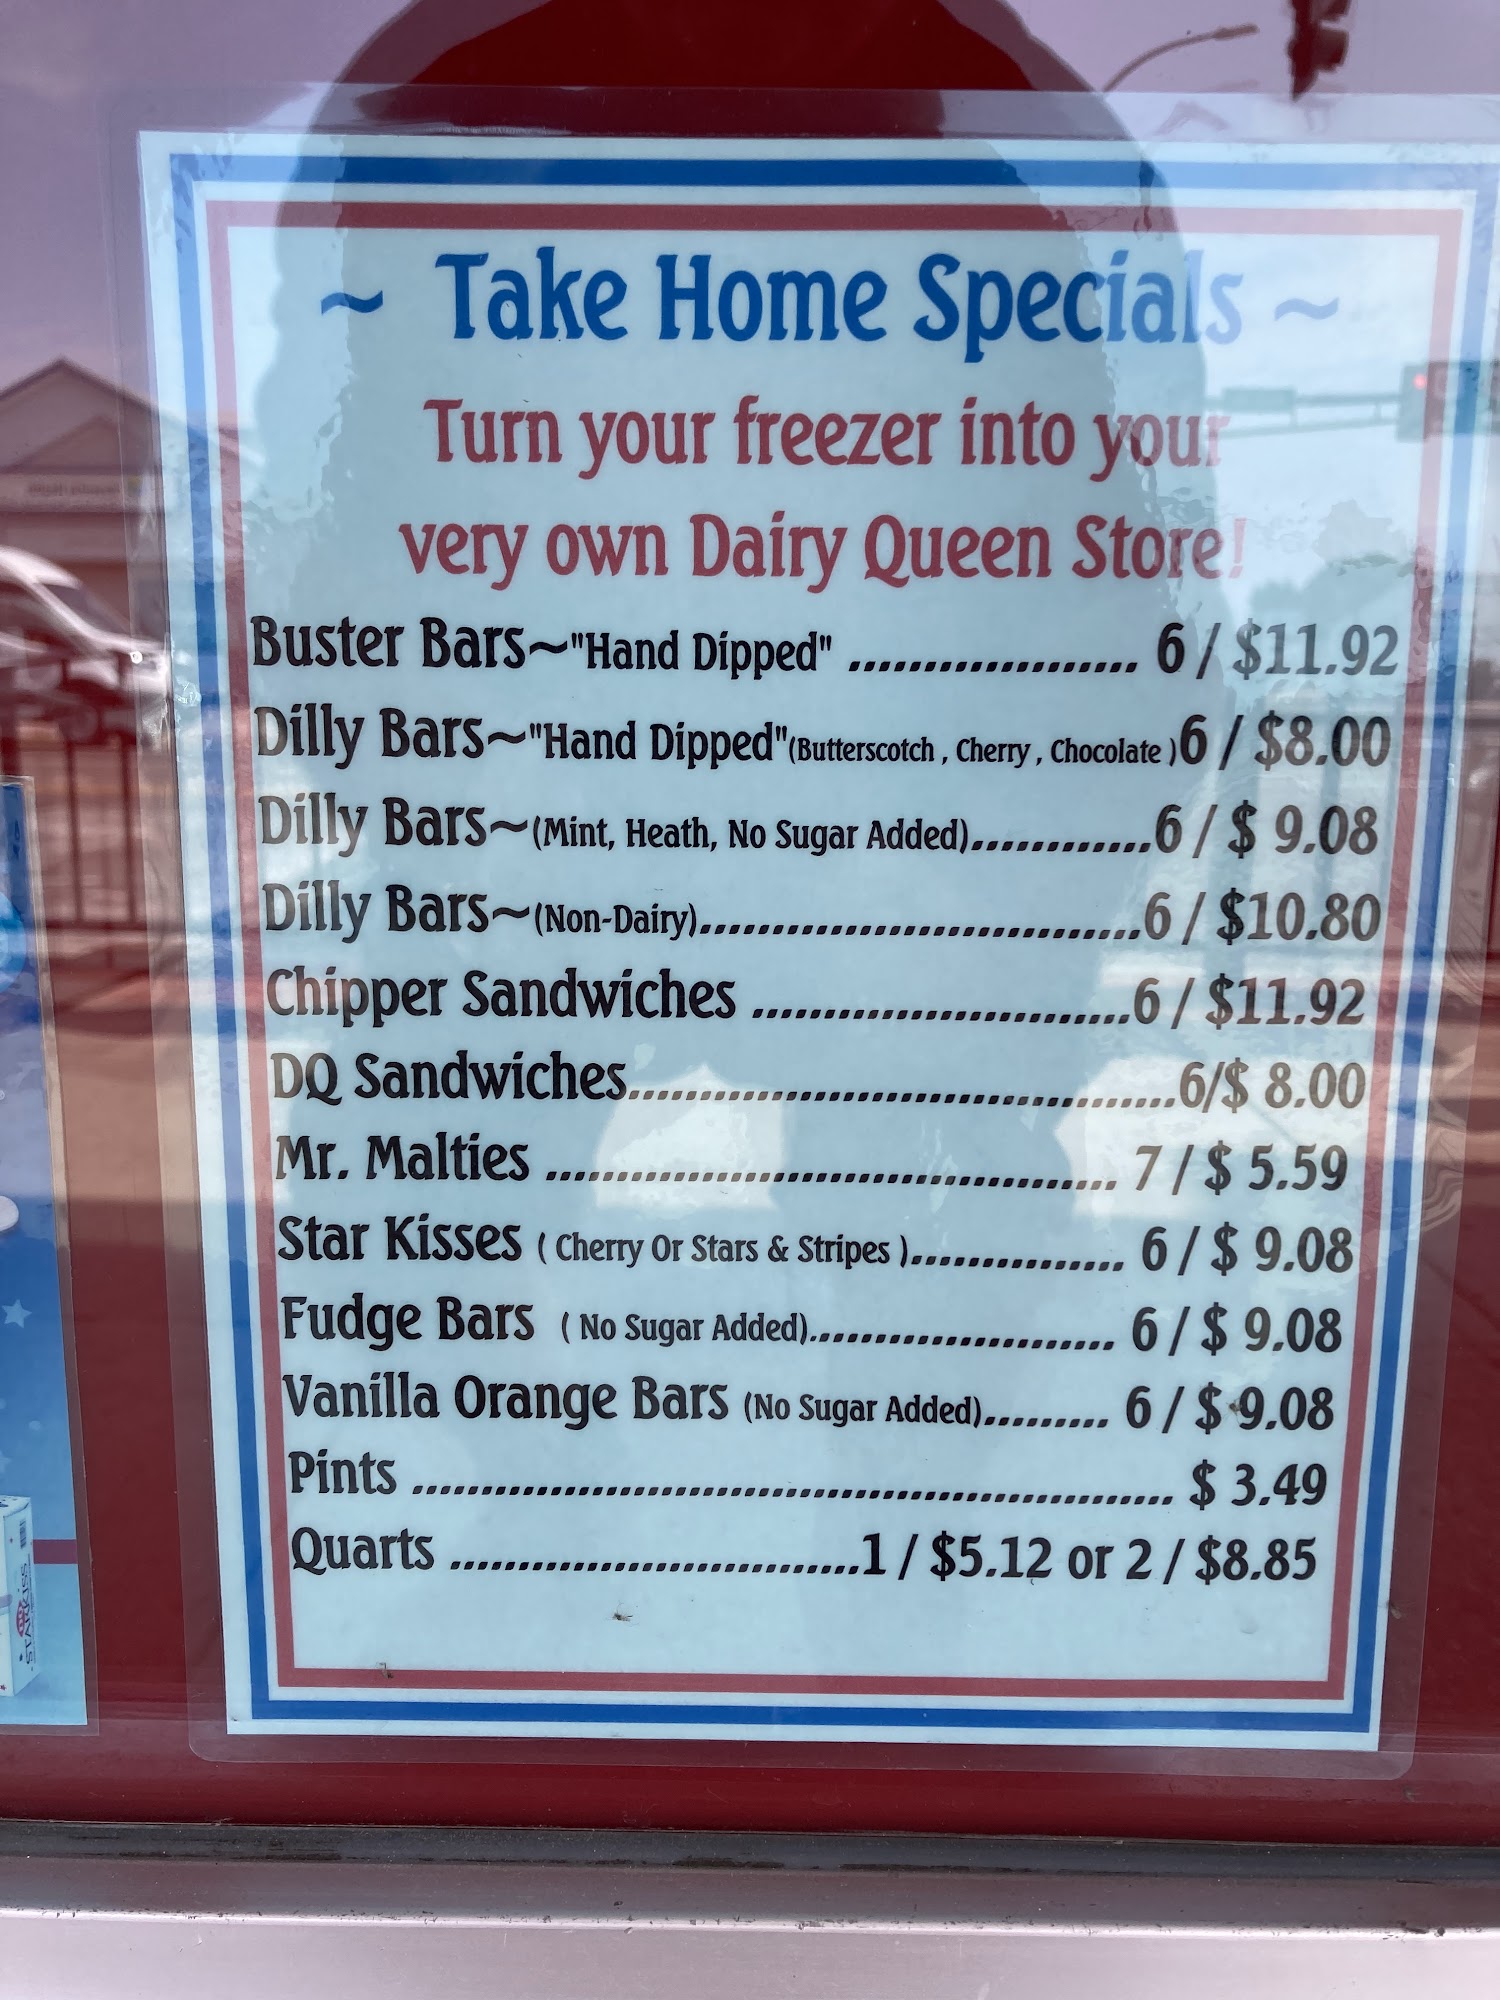 ~ Take Home Specials ~
Turn your freezer into your
very own Dairy Queen Store!
Buster Bars~"Hand Dipped" ................... 6 / $11.92
Dilly Bars~"Hand Dipped"(Butterscotch , Cherry , Chocolate )6 / $8.00
Dilly Bars~(Mint, Heath, No Sugar Added)............6 / $ 9.08
Dilly Bars~(Non-Dairy)..............................6 / $10.80
Chipper Sandwiches ..........................6 / $11.92
DQ Sandwiches......................................6/$ 8.00
Mr. Malties ....................................... 7 / $ 5.59
Star Kisses ( Cherry Or Stars & Stripes )............... 6 / $ 9.08
Fudge Bars ( No Sugar Added)..................... 6 / $ 9.08
Vanilla Orange Bars (No Sugar Added)......... 6 / $ 9.08
Pints ....................................................... $ 3.49
Quarts ..............................1 / $5.12 or 2 / $8.85
STARKISS